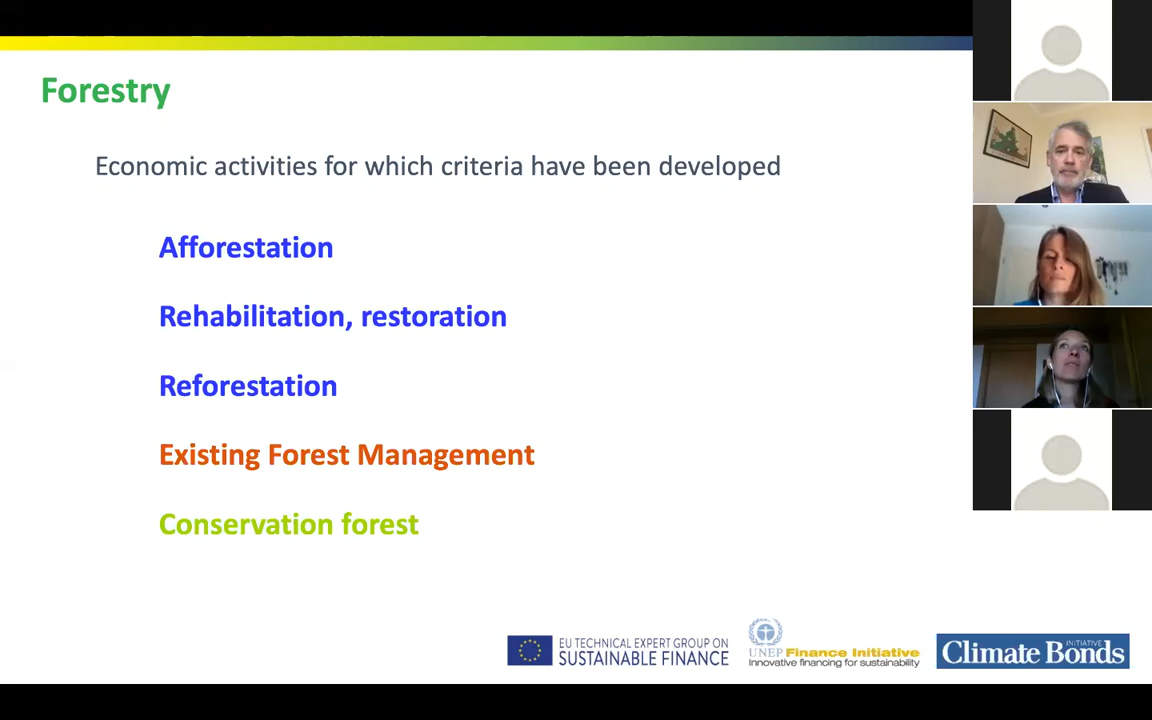 Forestry
Economic activities for which criteria have been developed
Afforestation
Rehabilitation, restoration
Reforestation
Existing Forest Management
Conservation forest
EU TECHNICAL EXPERT GROUP ON
SUSTAINABLE FINANCE
UNEP Finance Initiative
Innovative financing for sustainability
INITIATIVE
Climate Bonds